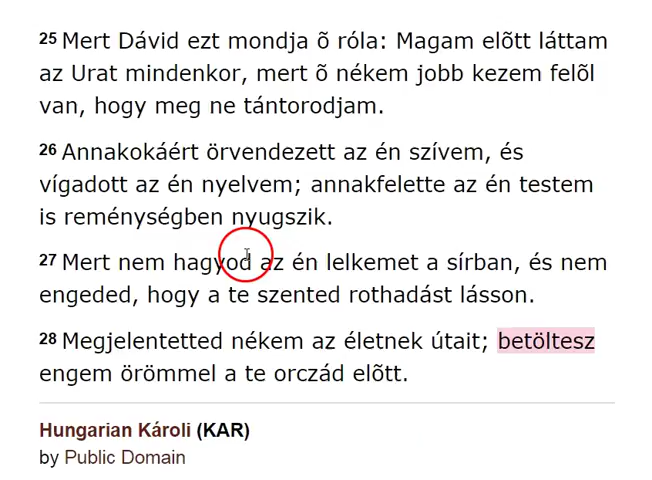 25 Mert Dávid ezt mondja õ róla: Magam elõtt láttam
az Urat mindenkor, mert õ nékem jobb kezem felõl
van, hogy meg ne tántorodjam.
26 Annakokáért örvendezett az én szívem, és
vígadott az én nyelvem; annakfelette az én testem
is reménységben nyugszik.
27 Mert nem hagyod az én lelkemet a sírban, és nem
engeded, hogy a te szented rothadást lásson.
28 Megjelentetted nékem az életnek útait; betöltesz
engem örömmel a te orczád elõtt.
Hungarian Károli (KAR)
by Public Domain